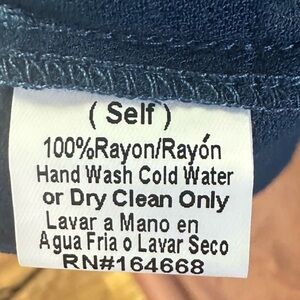 ( Self )
100%Rayon/Rayón
Hand Wash Cold Water
or Dry Clean Only
Lavar a Mano en
Agua Fria o Lavar Seco
RN#164668